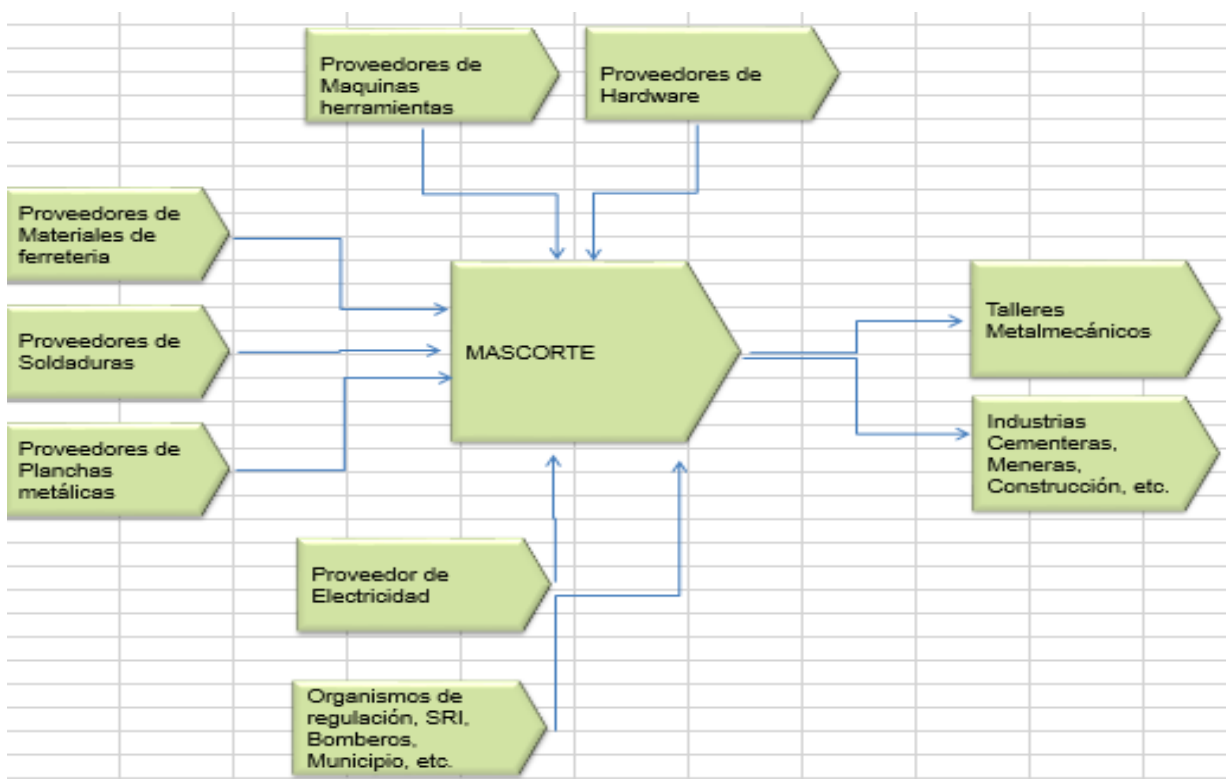 Proveedores de
Maquinas
herramientas
Proveedores de
Hardware
Proveedores de
Materiales de
ferreteria
Proveedores de
Soldaduras
Proveedores de
Planchas
metálicas
MASCORTE
Talleres
Metalmecánicos
Industrias
Cementeras,
Meneras,
Construcción, etc.
Proveedor de
Electricidad
Organismos de
regulación, SRI,
Bomberos,
Municipio, etc.